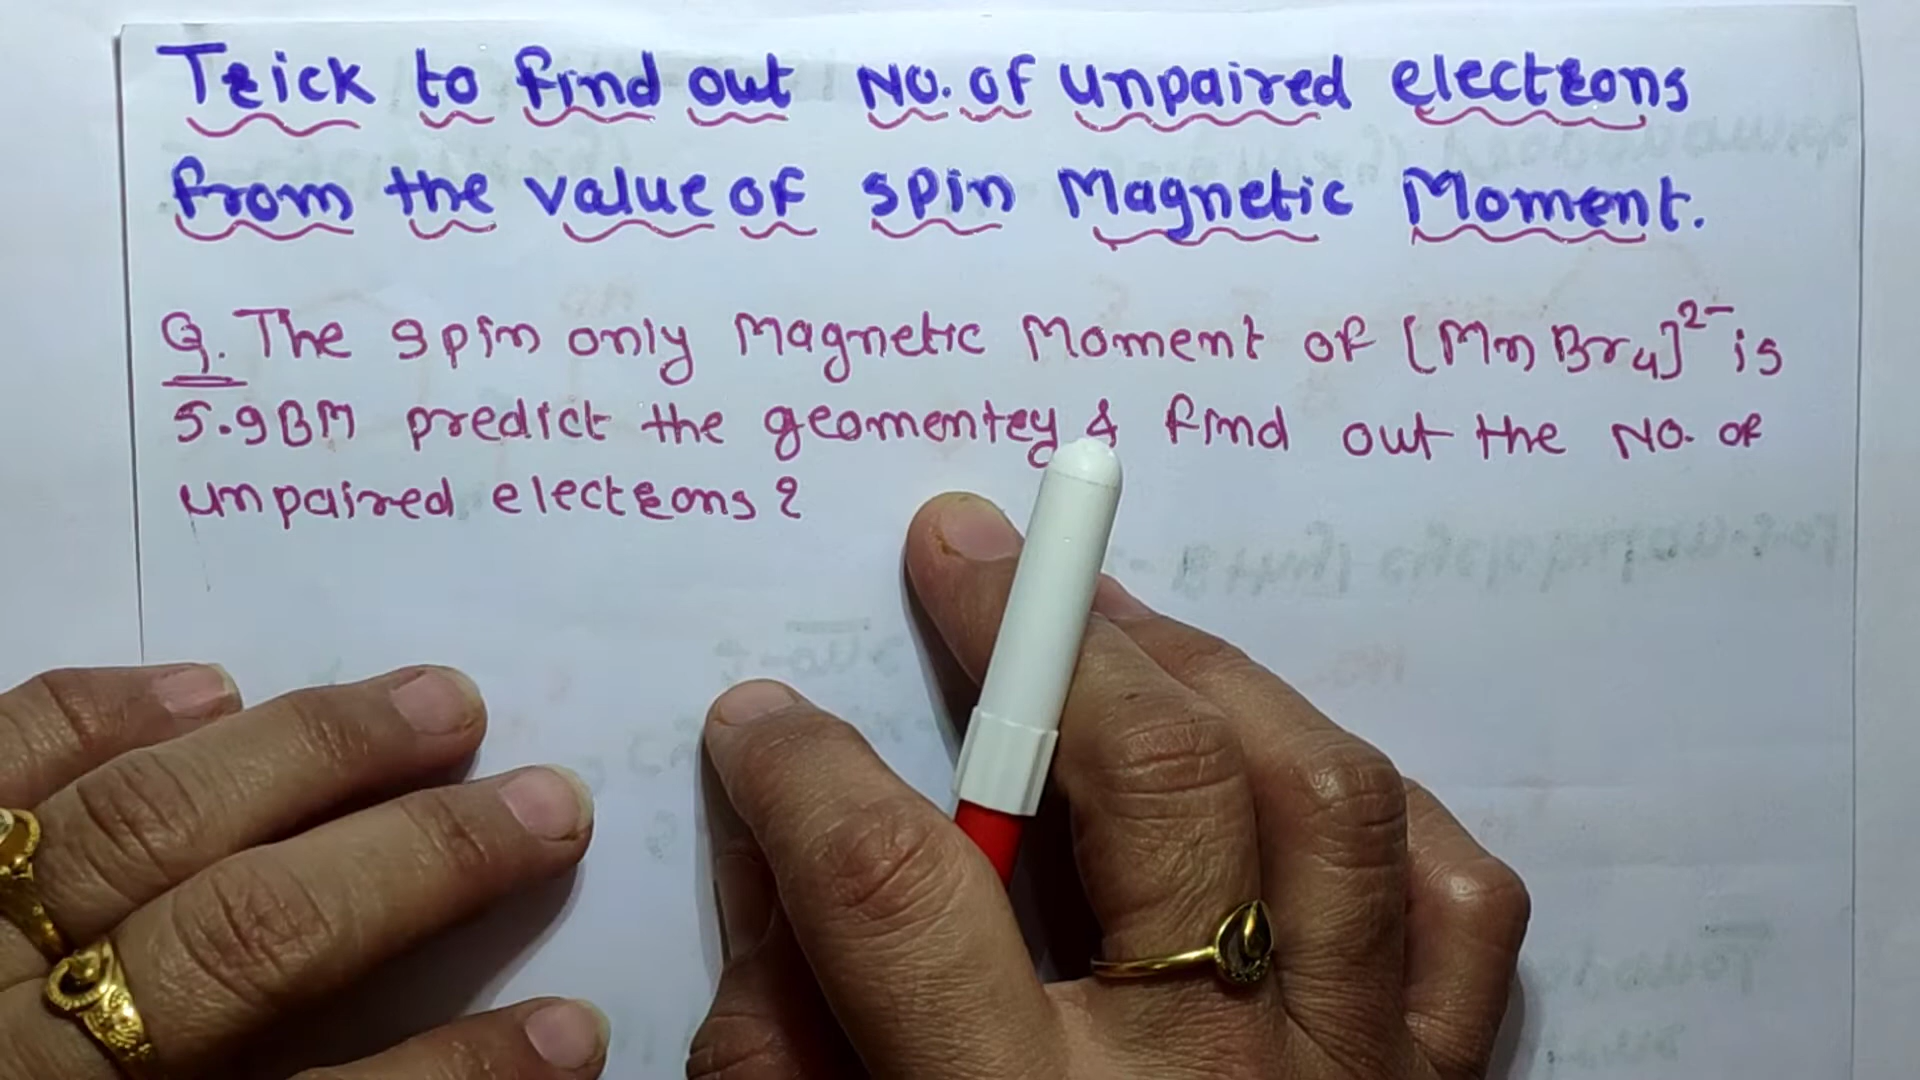 Trick to find out NO. of unpaired electrons
from the value of spin Magnetic Moment.
Q. The spin only Magnetic Moment of [MnBr₄]²⁻ is
5.9BM predict the geomentry & find out the NO. of
unpaired electrons?